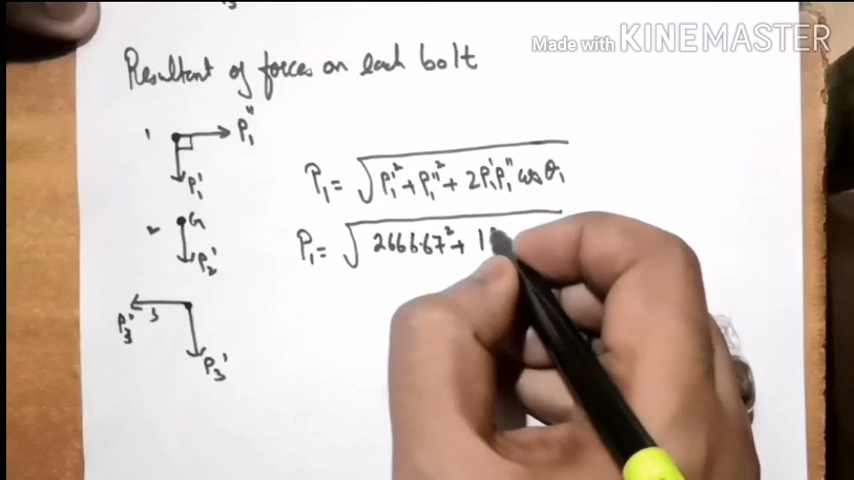 Made with KINEMASTER
Resultant of forces on each bolt
1 P₁"
P₁'
P₁ = √P₁'² + P₁"² + 2P₁'P₁" cos θ₁
2 G
P₂'
P₁ = √2666.67² + 1
P₃" 3
P₃'